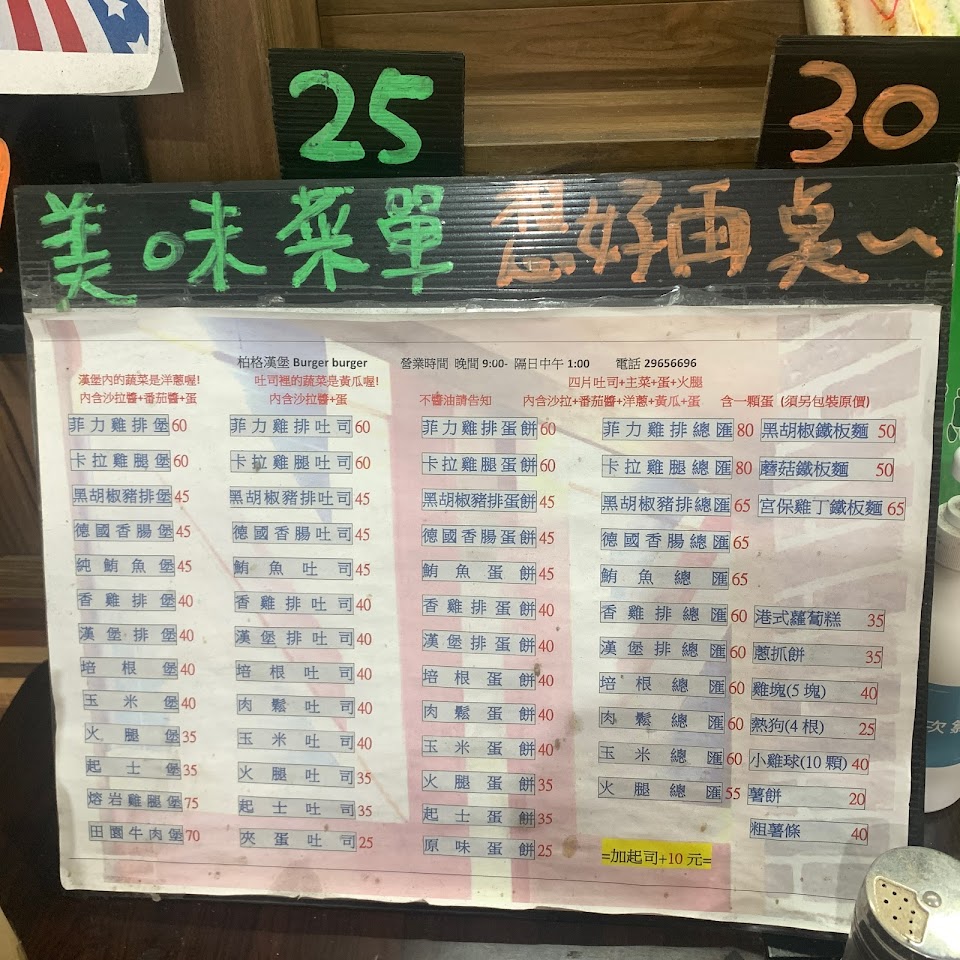 25
30
美味菜單 想好再桌~
柏格漢堡 Burger burger 營業時間 晚間 9:00- 隔日中午 1:00 電話 29656696
漢堡內的蔬菜是洋蔥喔!
內含沙拉醬+番茄醬+蛋
菲力雞排堡 60
卡拉雞腿堡 60
黑胡椒豬排堡 45
德國香腸堡 45
純鮪魚堡 45
香雞排堡 40
漢堡排堡 40
培根堡 40
玉米堡 40
火腿堡 35
起士堡 35
熔岩雞腿堡 75
田園牛肉堡 70
吐司裡的蔬菜是黃瓜喔!
內含沙拉醬+蛋
菲力雞排吐司 60
卡拉雞腿吐司 60
黑胡椒豬排吐司 45
德國香腸吐司 45
鮪魚吐司 45
香雞排吐司 40
漢堡排吐司 40
培根吐司 40
肉鬆吐司 40
玉米吐司 40
火腿吐司 35
起士吐司 35
夾蛋吐司 25
不醬油請告知
菲力雞排蛋餅 60
卡拉雞腿蛋餅 60
黑胡椒豬排蛋餅 45
德國香腸蛋餅 45
鮪魚蛋餅 45
香雞排蛋餅 40
漢堡排蛋餅 40
培根蛋餅 40
肉鬆蛋餅 40
玉米蛋餅 40
火腿蛋餅 35
起士蛋餅 35
原味蛋餅 25
四片吐司+主菜+蛋+火腿
內含沙拉+番茄醬+洋蔥+黃瓜+蛋
菲力雞排總匯 80
卡拉雞腿總匯 80
黑胡椒豬排總匯 65
德國香腸總匯 65
鮪魚總匯 65
香雞排總匯 60
漢堡排總匯 60
培根總匯 60
肉鬆總匯 60
玉米總匯 60
火腿總匯 55
=加起司+10 元=
含一顆蛋 (須另包裝原價)
黑胡椒鐵板麵 50
蘑菇鐵板麵 50
宮保雞丁鐵板麵 65
港式蘿蔔糕 35
蔥抓餅 35
雞塊(5 塊) 40
熱狗(4 根) 25
小雞球(10 顆) 40
薯餅 20
粗薯條 40